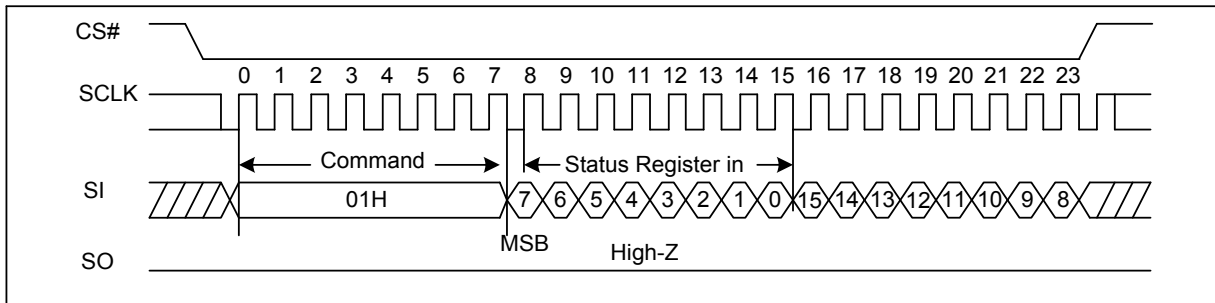 CS#
0 1 2 3 4 5 6 7 8 9 10 11 12 13 14 15 16 17 18 19 20 21 22 23
SCLK
Command Status Register in
SI 01H 7 6 5 4 3 2 1 0 15 14 13 12 11 10 9 8
MSB High-Z
SO